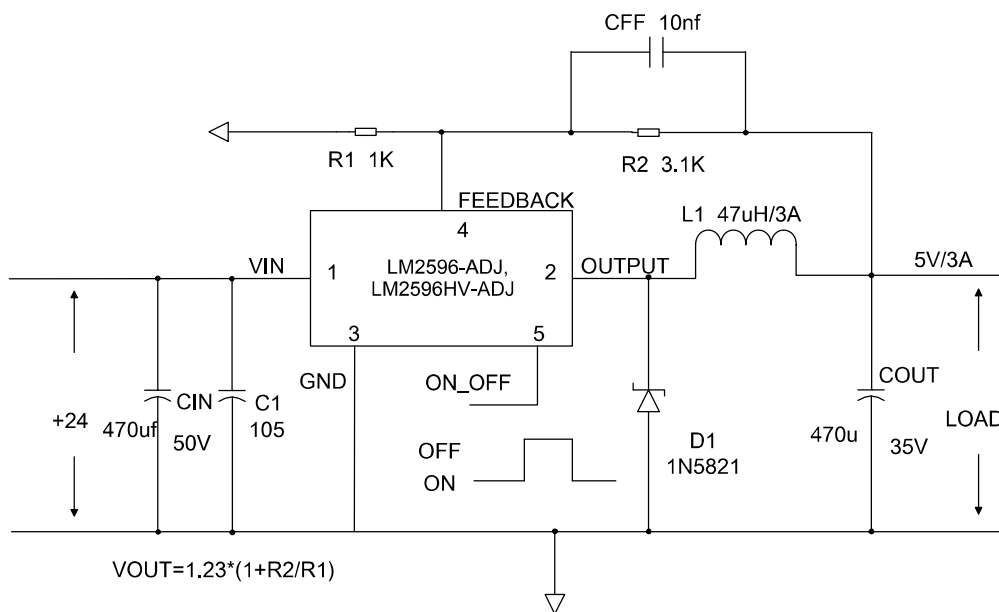 CFF 10nf
R1 1K
R2 3.1K
FEEDBACK
4
L1 47uH/3A
VIN
1
LM2596-ADJ,
LM2596HV-ADJ
2
OUTPUT
5V/3A
3
5
GND
ON_OFF
+24
470uf
CIN
50V
C1
105
OFF
ON
D1
1N5821
COUT
470u
35V
LOAD
VOUT=1.23*(1+R2/R1)